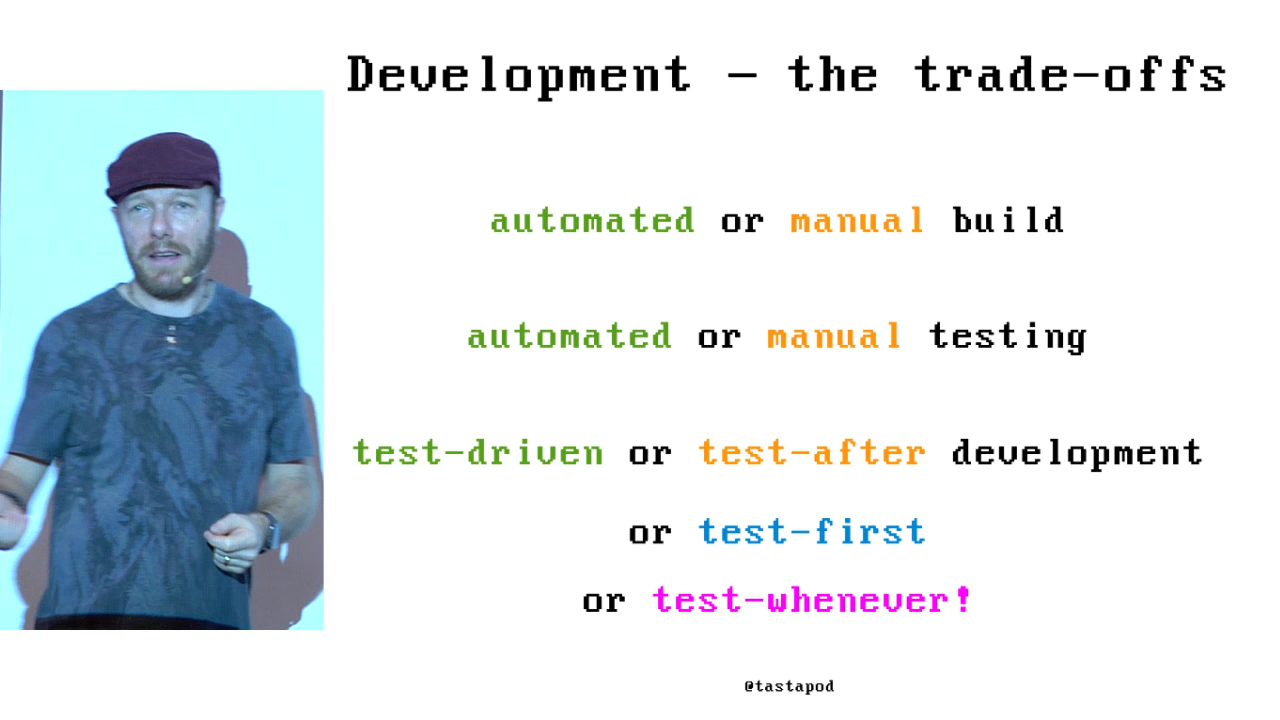 Development - the trade-offs
automated or manual build
automated or manual testing
test-driven or test-after development
or test-first
or test-whenever!
@tastapod